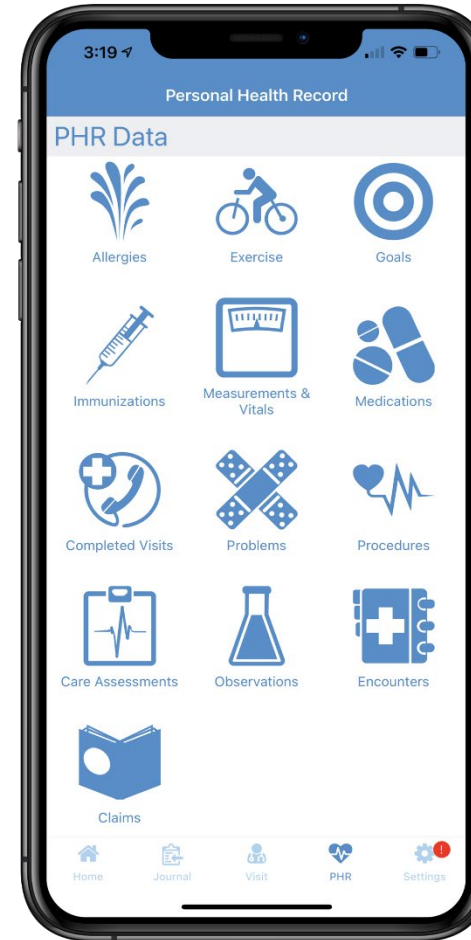 3:19
Personal Health Record
PHR Data
Allergies
Exercise
Goals
Immunizations
Measurements &
Vitals
Medications
Completed Visits
Problems
Procedures
Care Assessments
Observations
Encounters
Claims
Home
Journal
Visit
PHR
Settings
!